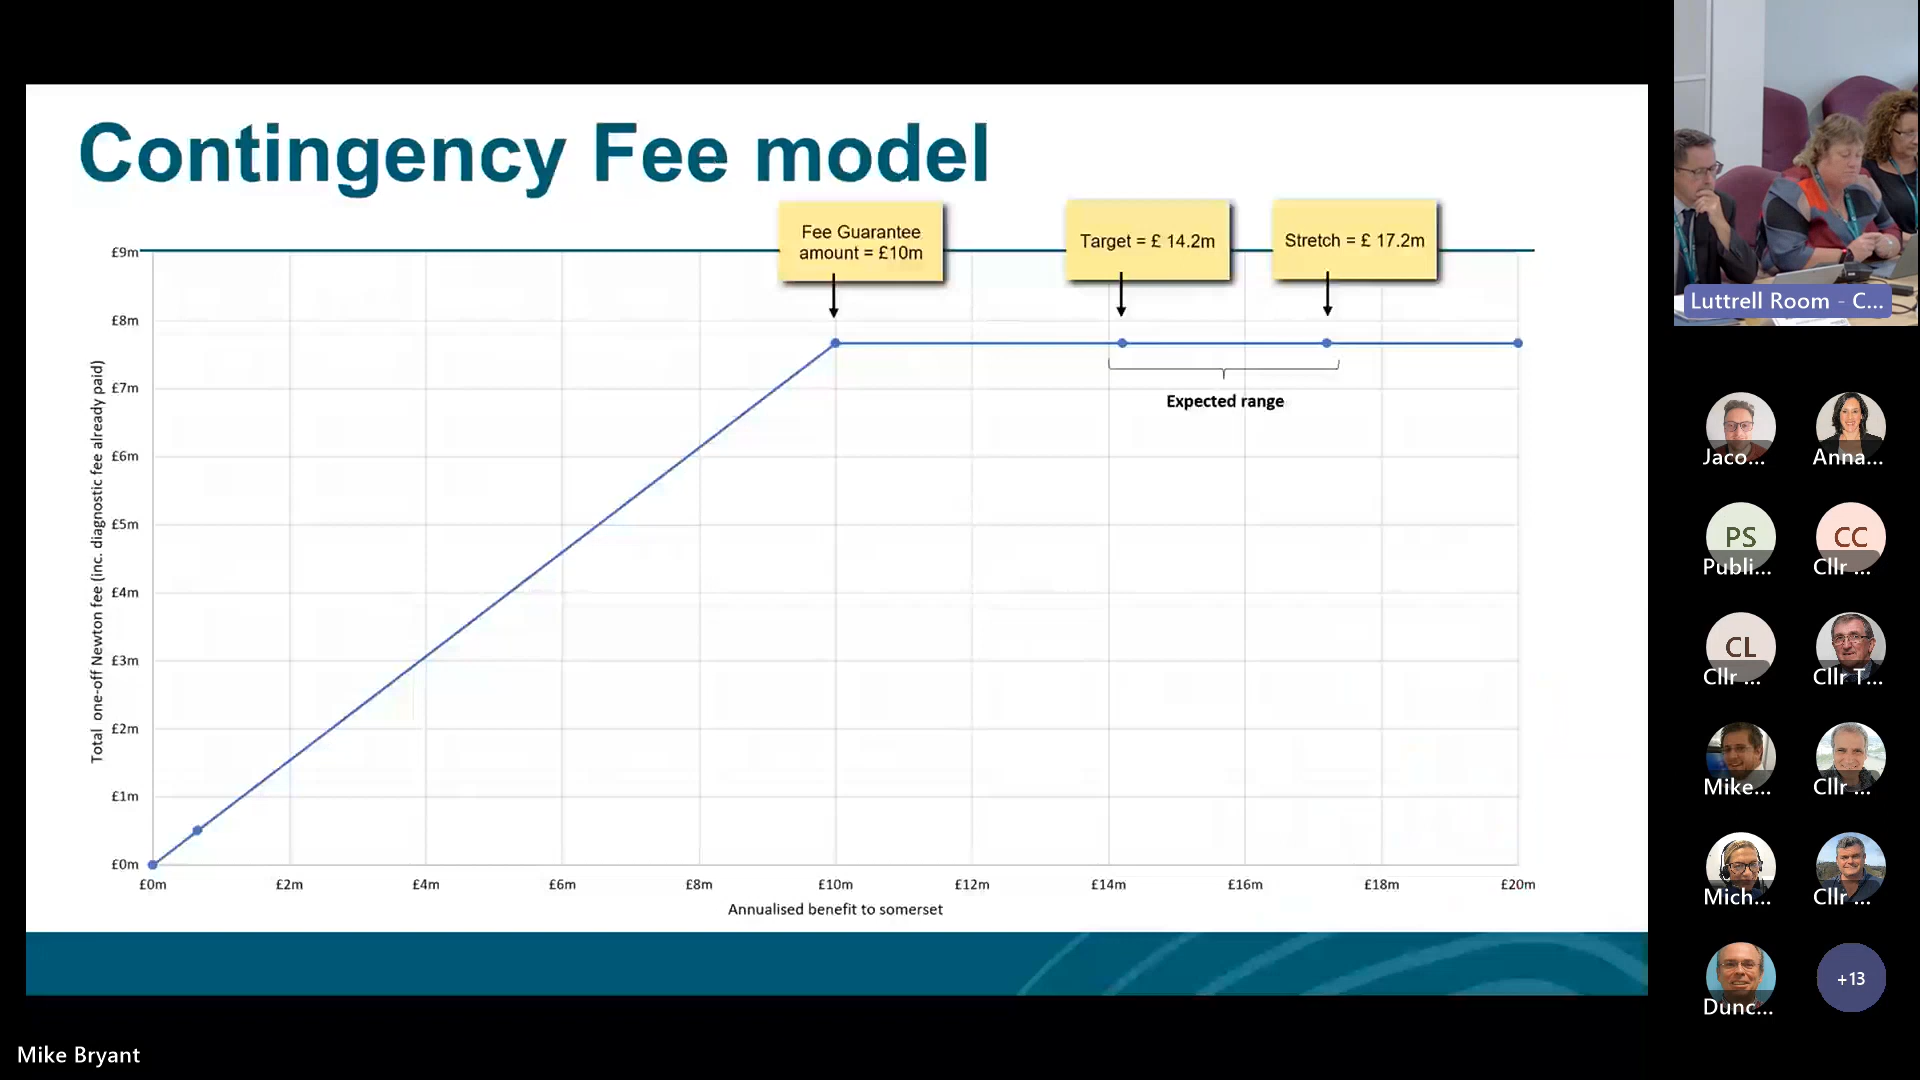 Contingency Fee model
Fee Guarantee
amount = £10m
Target = £ 14.2m
Stretch = £ 17.2m
£9m
£8m
£7m
£6m
£5m
£4m
£3m
£2m
£1m
£0m
Total one-off Newton fee (inc. diagnostic fee already paid)
Expected range
£0m
£2m
£4m
£6m
£8m
£10m
£12m
£14m
£16m
£18m
£20m
Annualised benefit to somerset
Luttrell Room - C...
Jaco...
Anna...
PS
Publi...
CC
Cllr ...
CL
Cllr ...
Cllr T...
Mike...
Cllr ...
Mich...
Cllr ...
Dunc...
+13
Mike Bryant